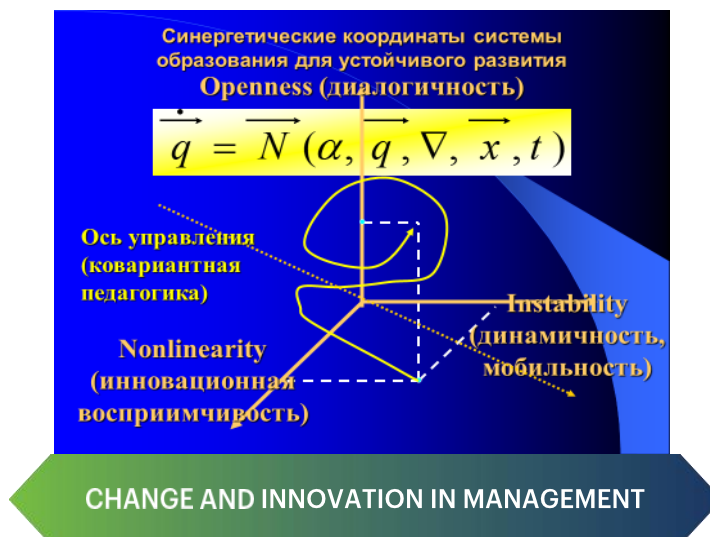 Синергетические координаты системы
образования для устойчивого развития
Openness (диалогичность)
q̇ = N (α, q, ∇, x, t)
Ось управления
(ковариантная
педагогика)
Instability
(динамичность,
мобильность)
Nonlinearity
(инновационная
восприимчивость)
CHANGE AND INNOVATION IN MANAGEMENT